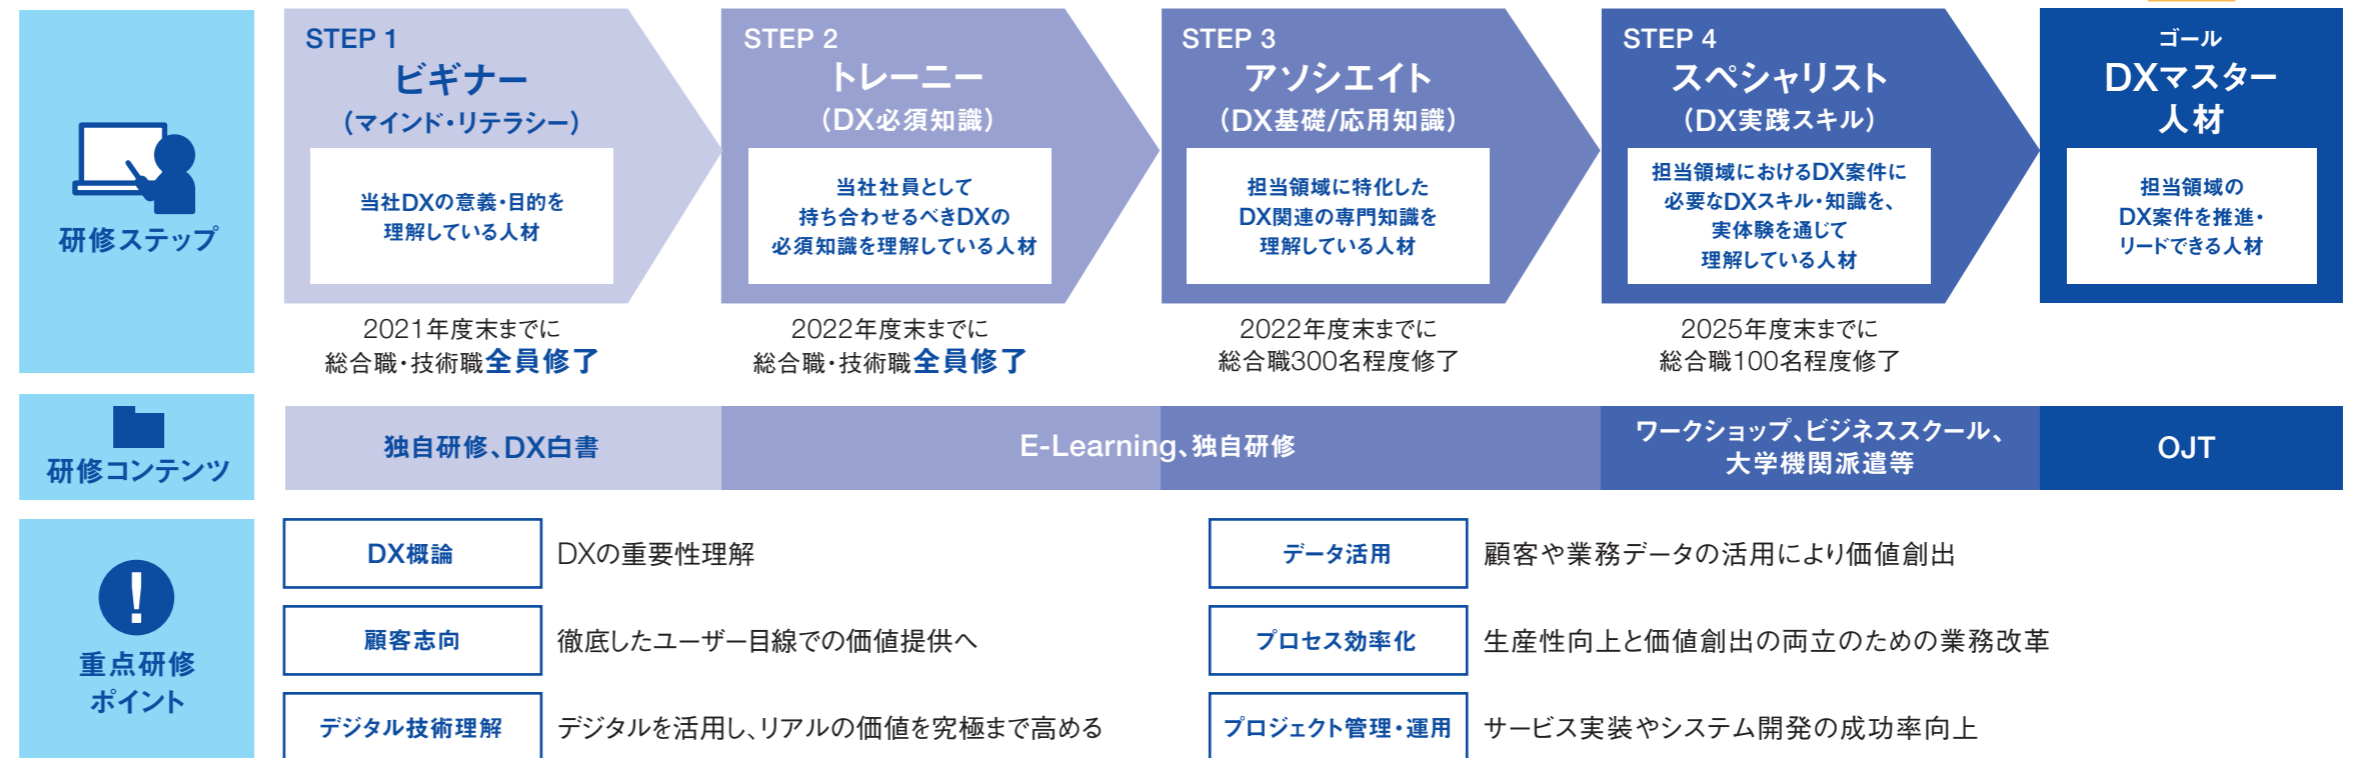 研修ステップ
STEP 1
ビギナー
（マインド・リテラシー）
当社DXの意義・目的を
理解している人材
2021年度末までに
総合職・技術職全員修了
STEP 2
トレーニー
（DX必須知識）
当社社員として
持ち合わせるべきDXの
必須知識を理解している人材
2022年度末までに
総合職・技術職全員修了
STEP 3
アソシエイト
（DX基礎/応用知識）
担当領域に特化した
DX関連の専門知識を
理解している人材
2022年度末までに
総合職300名程度修了
STEP 4
スペシャリスト
（DX実践スキル）
担当領域におけるDX案件に
必要なDXスキル・知識を、
実体験を通じて
理解している人材
2025年度末までに
総合職100名程度修了
ゴール
DXマスター
人材
担当領域の
DX案件を推進・
リードできる人材
研修コンテンツ
独自研修、DX白書
E-Learning、独自研修
ワークショップ、ビジネススクール、
大学機関派遣等
OJT
重点研修
ポイント
DX概論 DXの重要性理解
顧客志向 徹底したユーザー目線での価値提供へ
デジタル技術理解 デジタルを活用し、リアルの価値を究極まで高める
データ活用 顧客や業務データの活用により価値創出
プロセス効率化 生産性向上と価値創出の両立のための業務改革
プロジェクト管理・運用 サービス実装やシステム開発の成功率向上